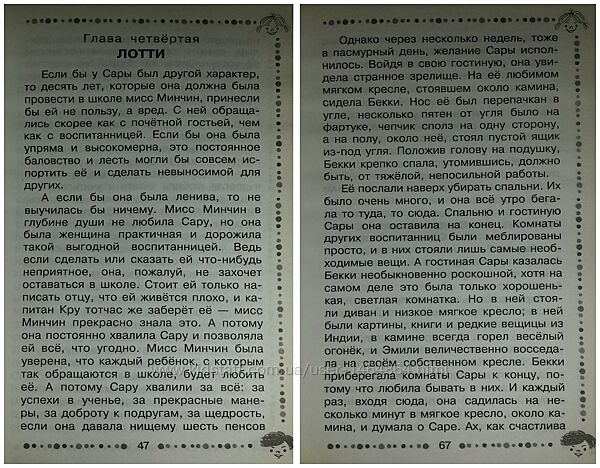 Глава четвёртая
ЛОТТИ
Если бы у Сары был другой характер,
то десять лет, которые она должна была
провести в школе мисс Минчин, принесли
бы ей не пользу, а вред. С ней обраща-
лись скорее как с почётной гостьей, чем
как с воспитанницей. Если бы она была
упряма и высокомерна, это постоянное
баловство и лесть могли бы совсем ис-
портить её и сделать невыносимой для
других.
А если бы она была ленива, то не
выучилась бы ничему. Мисс Минчин в
глубине души не любила Сару, но она
была женщина практичная и дорожила
такой выгодной воспитанницей. Ведь
если сделать или сказать ей что-нибудь
неприятное, она, пожалуй, не захочет
оставаться в школе. Стоит ей только на-
писать отцу, что ей живётся плохо, и ка-
питан Кру тотчас же заберёт её — мисс
Минчин прекрасно знала это. А потому
она постоянно хвалила Сару и позволяла
ей всё, что угодно. Мисс Минчин была
уверена, что каждый ребёнок, с которым
так обращаются в школе, будет любить
её. А потому Сару хвалили за всё: за
успехи в ученье, за прекрасные мане-
ры, за доброту к подругам, за щедрость,
если она давала нищему шесть пенсов
47
Однако через несколько недель, тоже
в пасмурный день, желание Сары испол-
нилось. Войдя в свою гостиную, она уви-
дела странное зрелище. На её любимом
мягком кресле, стоявшем около камина,
сидела Бекки. Нос её был перепачкан в
угле, несколько пятен от угля было на
фартуке, чепчик сполз на одну сторону,
а на полу, около неё, стоял пустой ящик
из-под угля. Положив голову на подушку,
Бекки крепко спала, утомившись, должно
быть, от тяжёлой, непосильной работы.
Её послали наверх убирать спальни. Их
было очень много, и она всё утро бега-
ла то туда, то сюда. Спальню и гостиную
Сары она оставила на конец. Комнаты
других воспитанниц были меблированы
просто, и в них стояли лишь самые необ-
ходимые вещи. А гостиная Сары казалась
Бекки необыкновенно роскошной, хотя на
самом деле это была только хорошень-
кая, светлая комнатка. Но в ней стоя-
ли диван и низкое мягкое кресло; в ней
были картины, книги и редкие вещицы из
Индии, в камине всегда горел весёлый
огонёк, и Эмили величественно восседа-
ла на своём собственном кресле. Бекки
приберегала комнаты Сары к концу, по-
тому что любила бывать в них. И каждый
раз, входя сюда, она садилась на не-
сколько минут в мягкое кресло, около ка-
мина, и думала о Саре. Ах, как счастлива
67